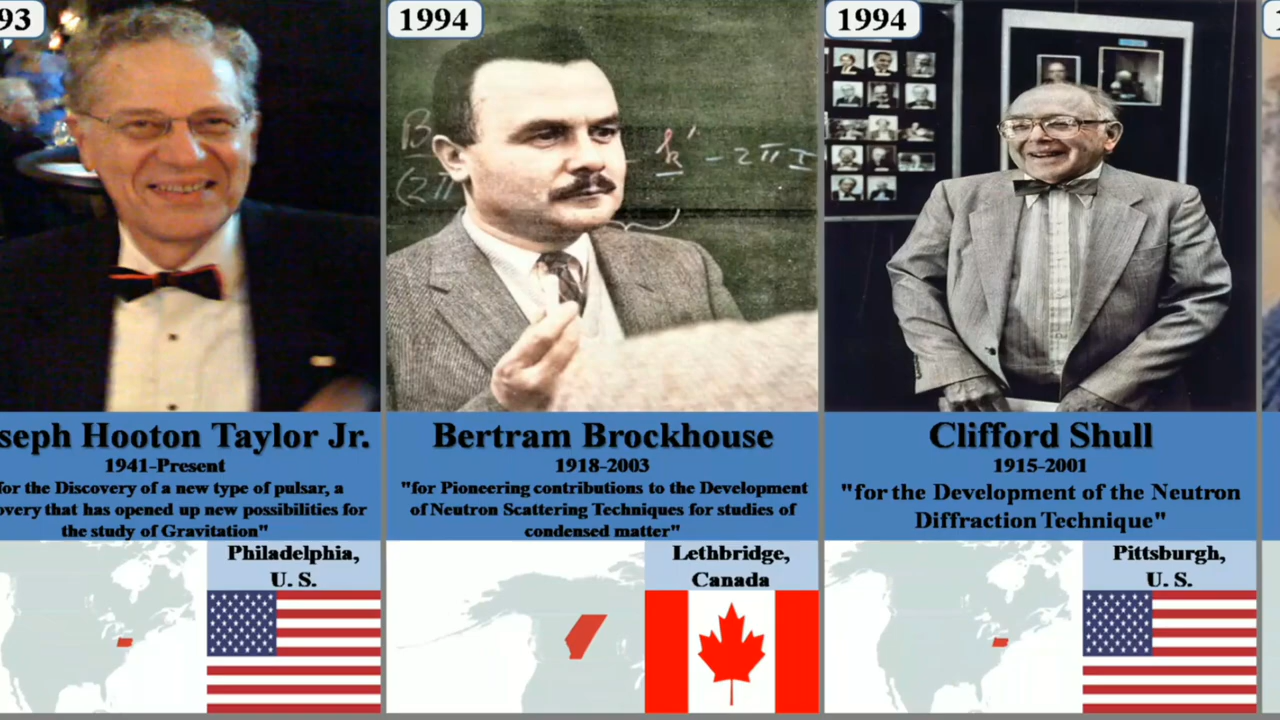 93
seph Hooton Taylor Jr.
1941-Present
for the Discovery of a new type of pulsar, a
overy that has opened up new possibilities for
the study of Gravitation"
Philadelphia,
U. S.
1994
B
(2π
k' - 2π I
Bertram Brockhouse
1918-2003
"for Pioneering contributions to the Development
of Neutron Scattering Techniques for studies of
condensed matter"
Lethbridge,
Canada
1994
Clifford Shull
1915-2001
"for the Development of the Neutron
Diffraction Technique"
Pittsburgh,
U. S.
1